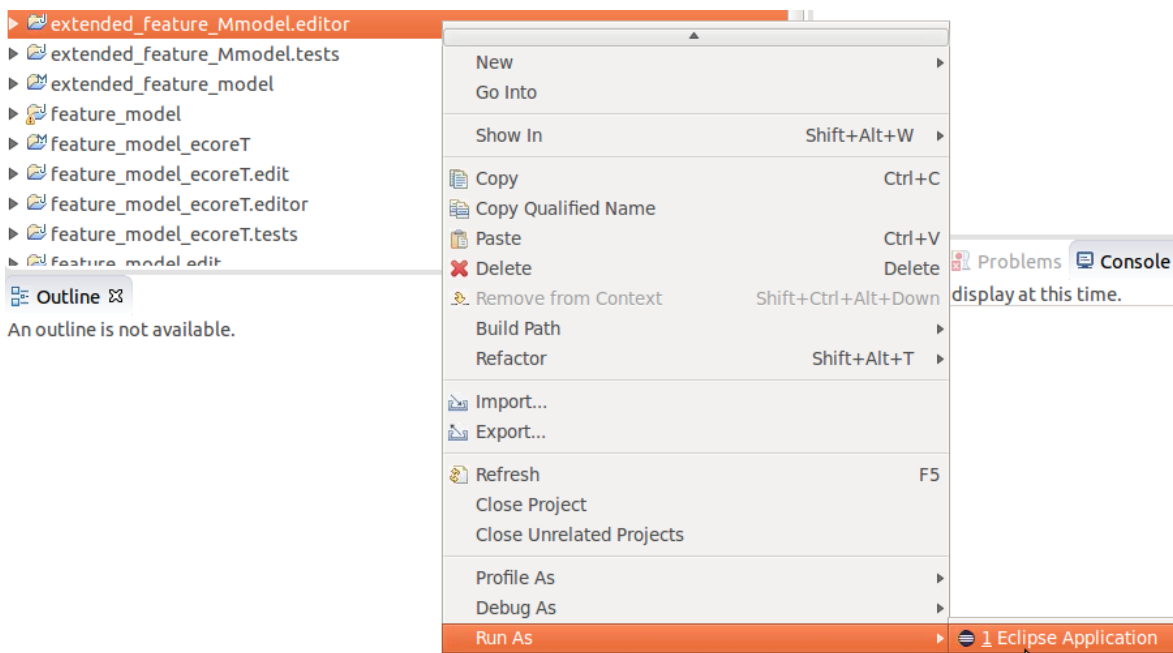 extended_feature_Mmodel.editor
extended_feature_Mmodel.tests
extended_feature_model
feature_model
feature_model_ecoreT
feature_model_ecoreT.edit
feature_model_ecoreT.editor
feature_model_ecoreT.tests
feature_model.edit
Outline
An outline is not available.
New
Go Into
Show In Shift+Alt+W
Copy Ctrl+C
Copy Qualified Name
Paste Ctrl+V
Delete Delete
Remove from Context Shift+Ctrl+Alt+Down
Build Path
Refactor Shift+Alt+T
Import...
Export...
Refresh F5
Close Project
Close Unrelated Projects
Profile As
Debug As
Run As
1 Eclipse Application
Problems Console
display at this time.